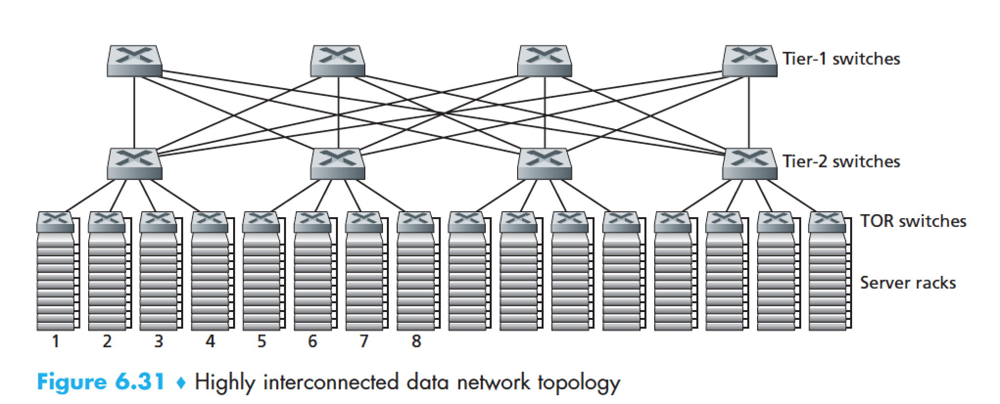 Tier-1 switches
Tier-2 switches
TOR switches
Server racks
1 2 3 4 5 6 7 8
Figure 6.31 ♦ Highly interconnected data network topology